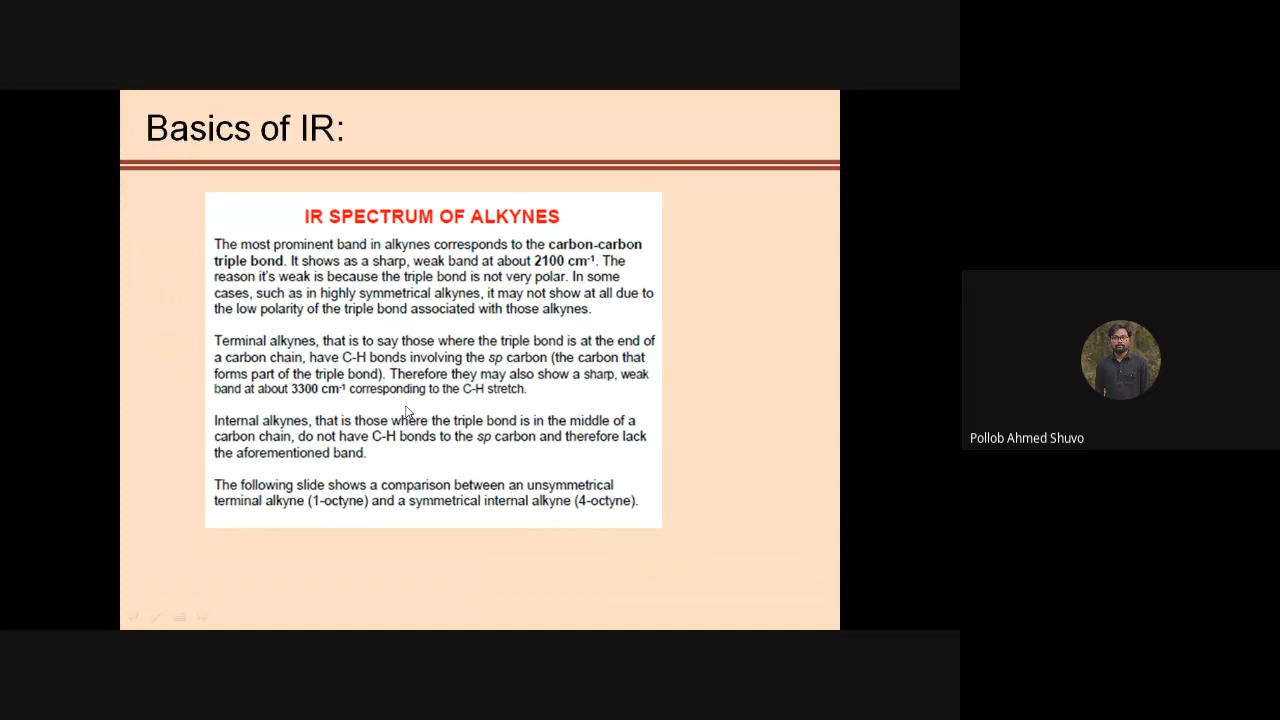 Basics of IR:
IR SPECTRUM OF ALKYNES
The most prominent band in alkynes corresponds to the carbon-carbon
triple bond. It shows as a sharp, weak band at about 2100 cm-1. The
reason it's weak is because the triple bond is not very polar. In some
cases, such as in highly symmetrical alkynes, it may not show at all due to
the low polarity of the triple bond associated with those alkynes.
Terminal alkynes, that is to say those where the triple bond is at the end of
a carbon chain, have C-H bonds involving the sp carbon (the carbon that
forms part of the triple bond). Therefore they may also show a sharp, weak
band at about 3300 cm-1 corresponding to the C-H stretch.
Internal alkynes, that is those where the triple bond is in the middle of a
carbon chain, do not have C-H bonds to the sp carbon and therefore lack
the aforementioned band.
The following slide shows a comparison between an unsymmetrical
terminal alkyne (1-octyne) and a symmetrical internal alkyne (4-octyne).
Pollob Ahmed Shuvo